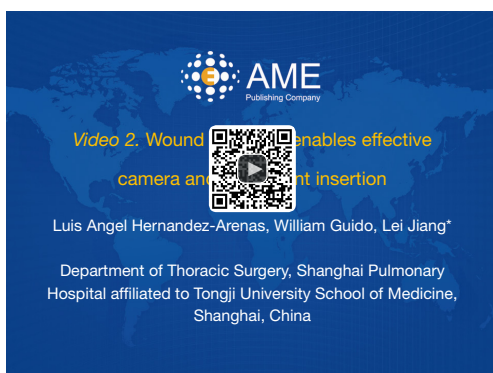 AME
Publishing Company
Video 2. Wound enables effective
camera and insertion
Luis Angel Hernandez-Arenas, William Guido, Lei Jiang*
Department of Thoracic Surgery, Shanghai Pulmonary
Hospital affiliated to Tongji University School of Medicine,
Shanghai, China